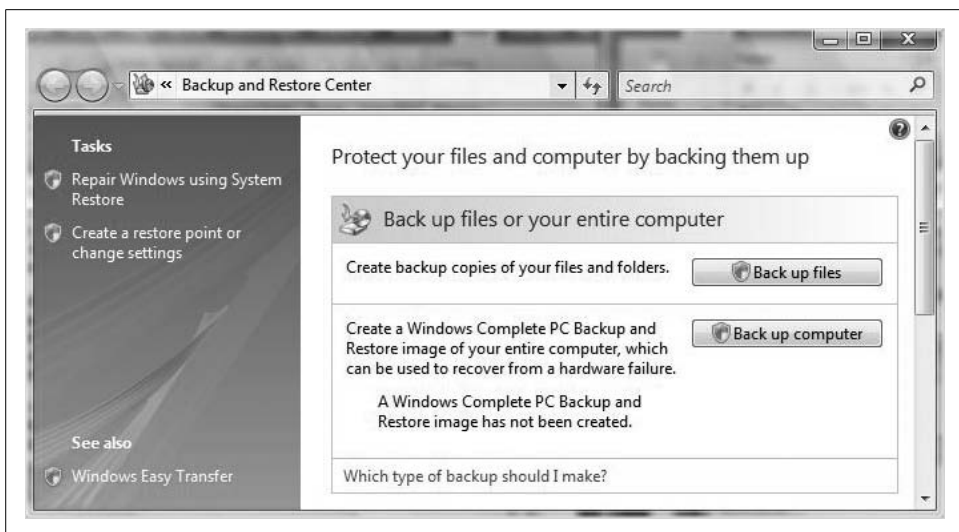 « Backup and Restore Center
Search
Tasks
Repair Windows using System
Restore
Create a restore point or
change settings
See also
Windows Easy Transfer
Protect your files and computer by backing them up
Back up files or your entire computer
Create backup copies of your files and folders.
Back up files
Create a Windows Complete PC Backup and
Restore image of your entire computer, which
can be used to recover from a hardware failure.
Back up computer
A Windows Complete PC Backup and
Restore image has not been created.
Which type of backup should I make?